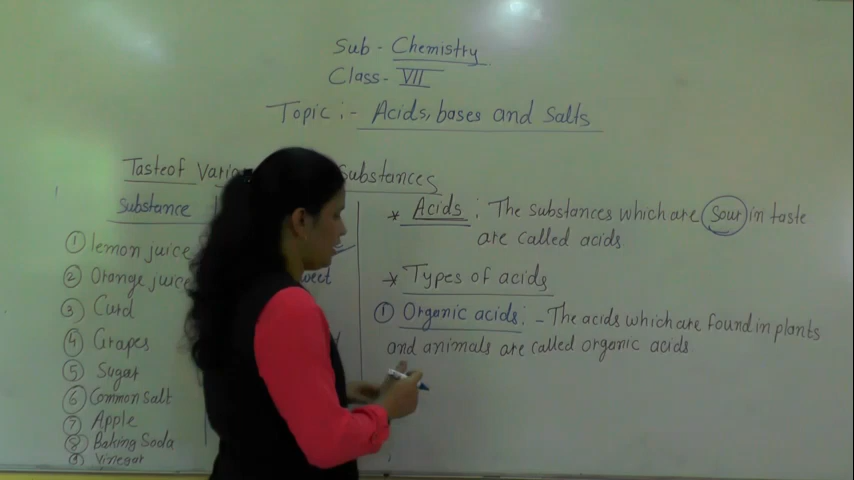 Sub - Chemistry
Class - VII
Topic :- Acids, bases and Salts
Taste of Substances
Substance
① lemon juice
② Orange juice
③ Curd
④ Grapes
⑤ Sugar
⑥ Common salt
⑦ Apple
⑧ Baking Soda
⑨ Vinegar
* Acids : The Substances which are Sour in taste
are called acids
* Types of acids
① Organic acids : - The acids which are found in plants
and animals are called organic acids